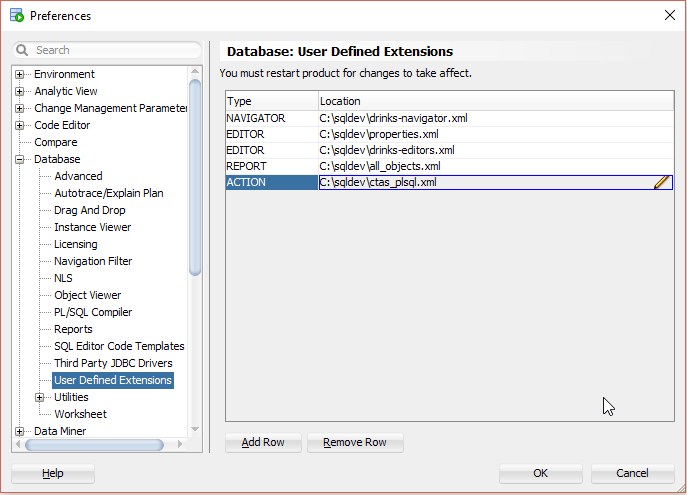 Preferences
Search
Environment
Analytic View
Change Management Parameter
Code Editor
Compare
Database
Advanced
Autotrace/Explain Plan
Drag And Drop
Instance Viewer
Licensing
Navigation Filter
NLS
Object Viewer
PL/SQL Compiler
Reports
SQL Editor Code Templates
Third Party JDBC Drivers
User Defined Extensions
Utilities
Worksheet
Data Miner
Database: User Defined Extensions
You must restart product for changes to take affect.
Type Location
NAVIGATOR C:\sqldev\drinks-navigator.xml
EDITOR C:\sqldev\properties.xml
EDITOR C:\sqldev\drinks-editors.xml
REPORT C:\sqldev\all_objects.xml
ACTION C:\sqldev\ctas_plsql.xml
Add Row Remove Row
Help OK Cancel